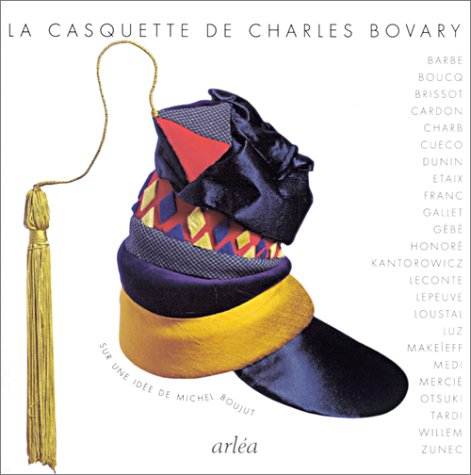 LA CASQUETTE DE CHARLES BOVARY
BARBE
BOUCQ
BRISSOT
CARDON
CHARB
CUECO
DUNIN
ETAIX
FRANC
GALLET
GÉBÉ
HONORÉ
KANTOROWICZ
LECONTE
LEPEUVE
LOUSTAL
LUZ
MAKEÏEFF
MEDI
MERCIÉ
OTSUKI
TARDI
WILLEM
ZUNEC
SUR UNE IDÉE DE MICHEL BOUJUT
arléa